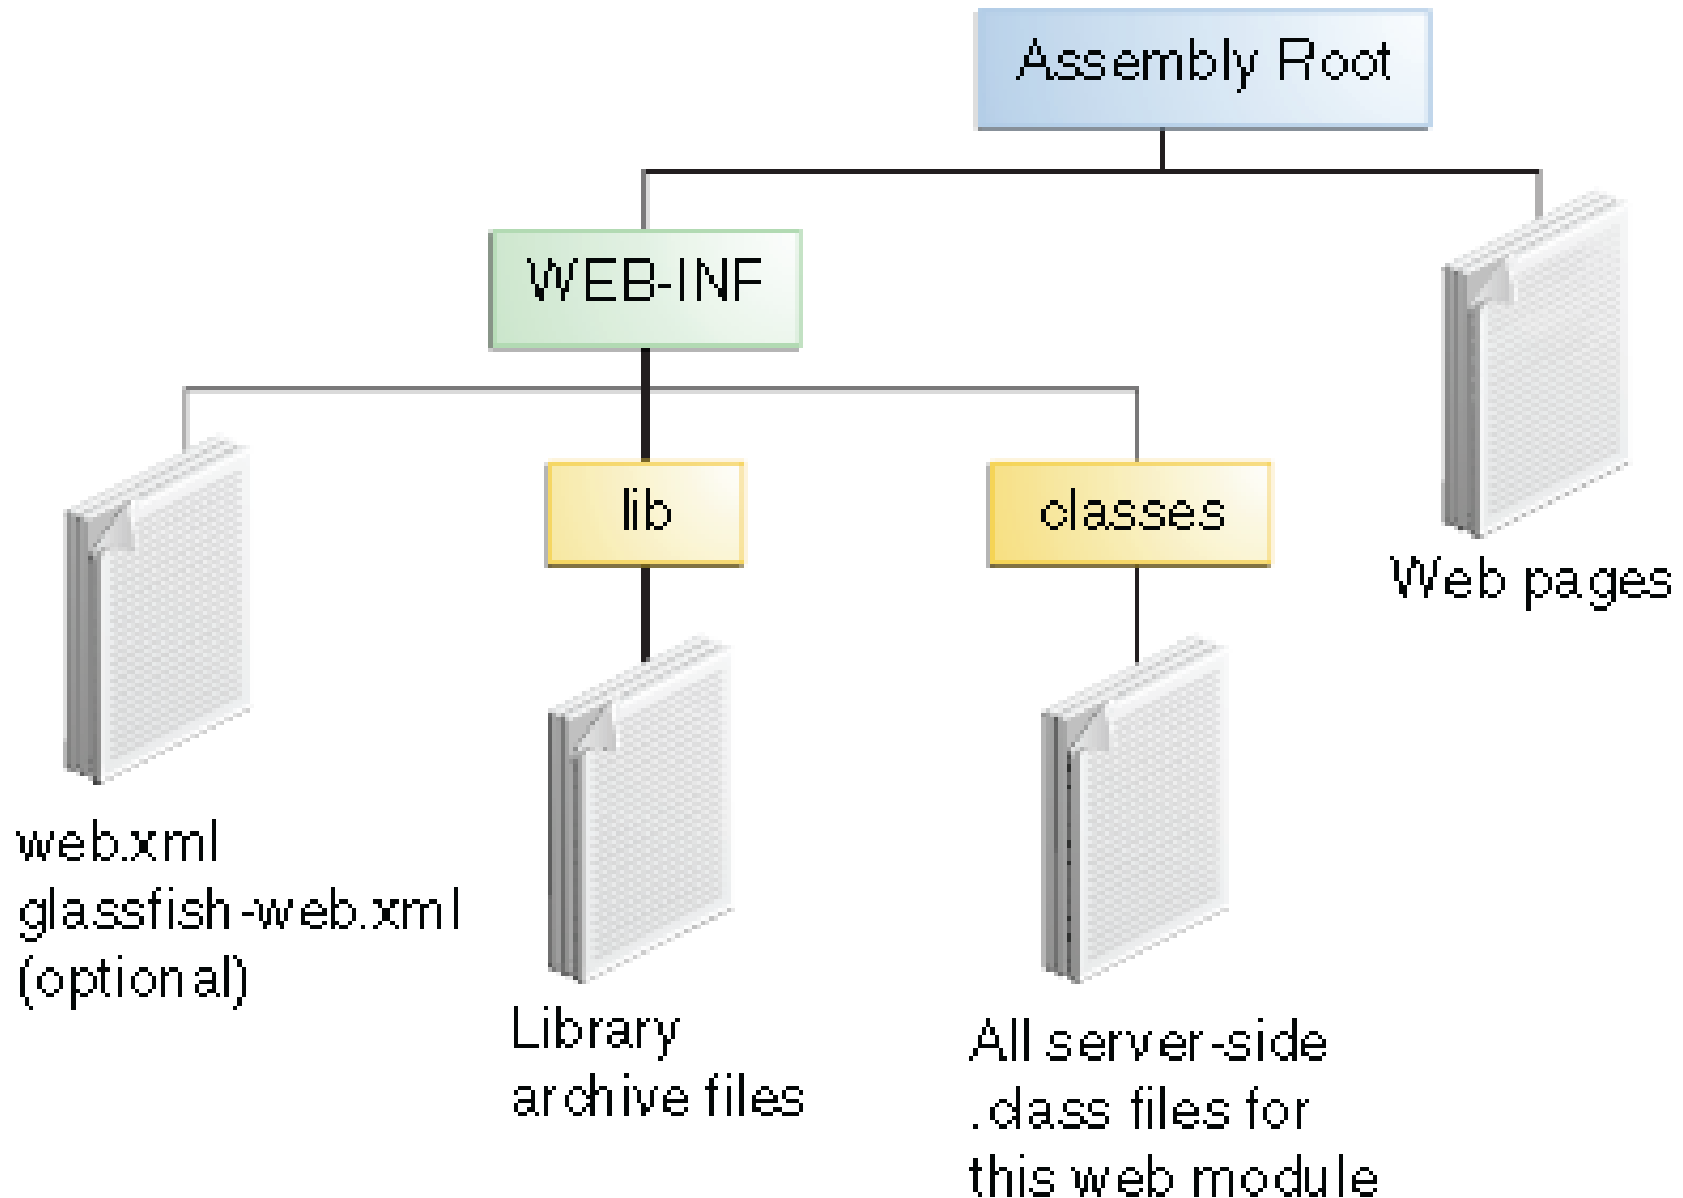 Assembly Root
WEB-INF
lib
classes
Web pages
web.xml
glassfish-web.xml
(optional)
Library
archive files
All server-side
.class files for
this web module